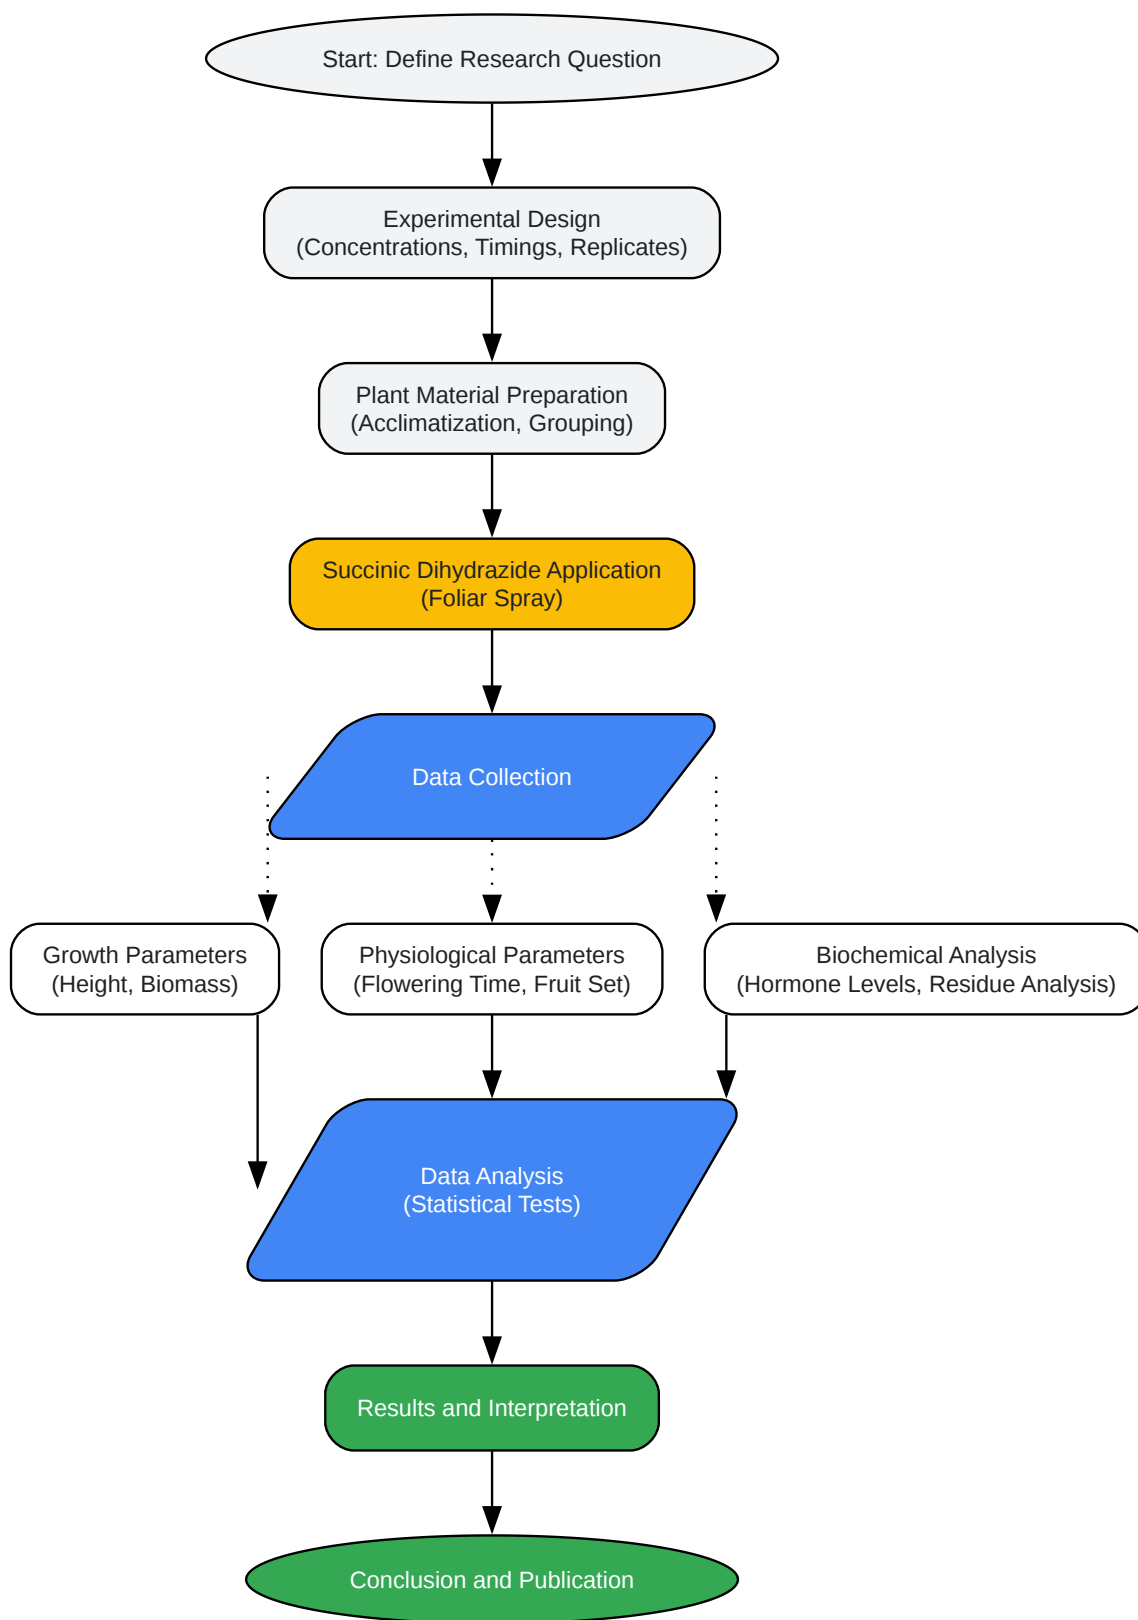 Start: Define Research Question
Experimental Design
(Concentrations, Timings, Replicates)
Plant Material Preparation
(Acclimatization, Grouping)
Succinic Dihydrazide Application
(Foliar Spray)
Data Collection
Growth Parameters
(Height, Biomass)
Physiological Parameters
(Flowering Time, Fruit Set)
Biochemical Analysis
(Hormone Levels, Residue Analysis)
Data Analysis
(Statistical Tests)
Results and Interpretation
Conclusion and Publication